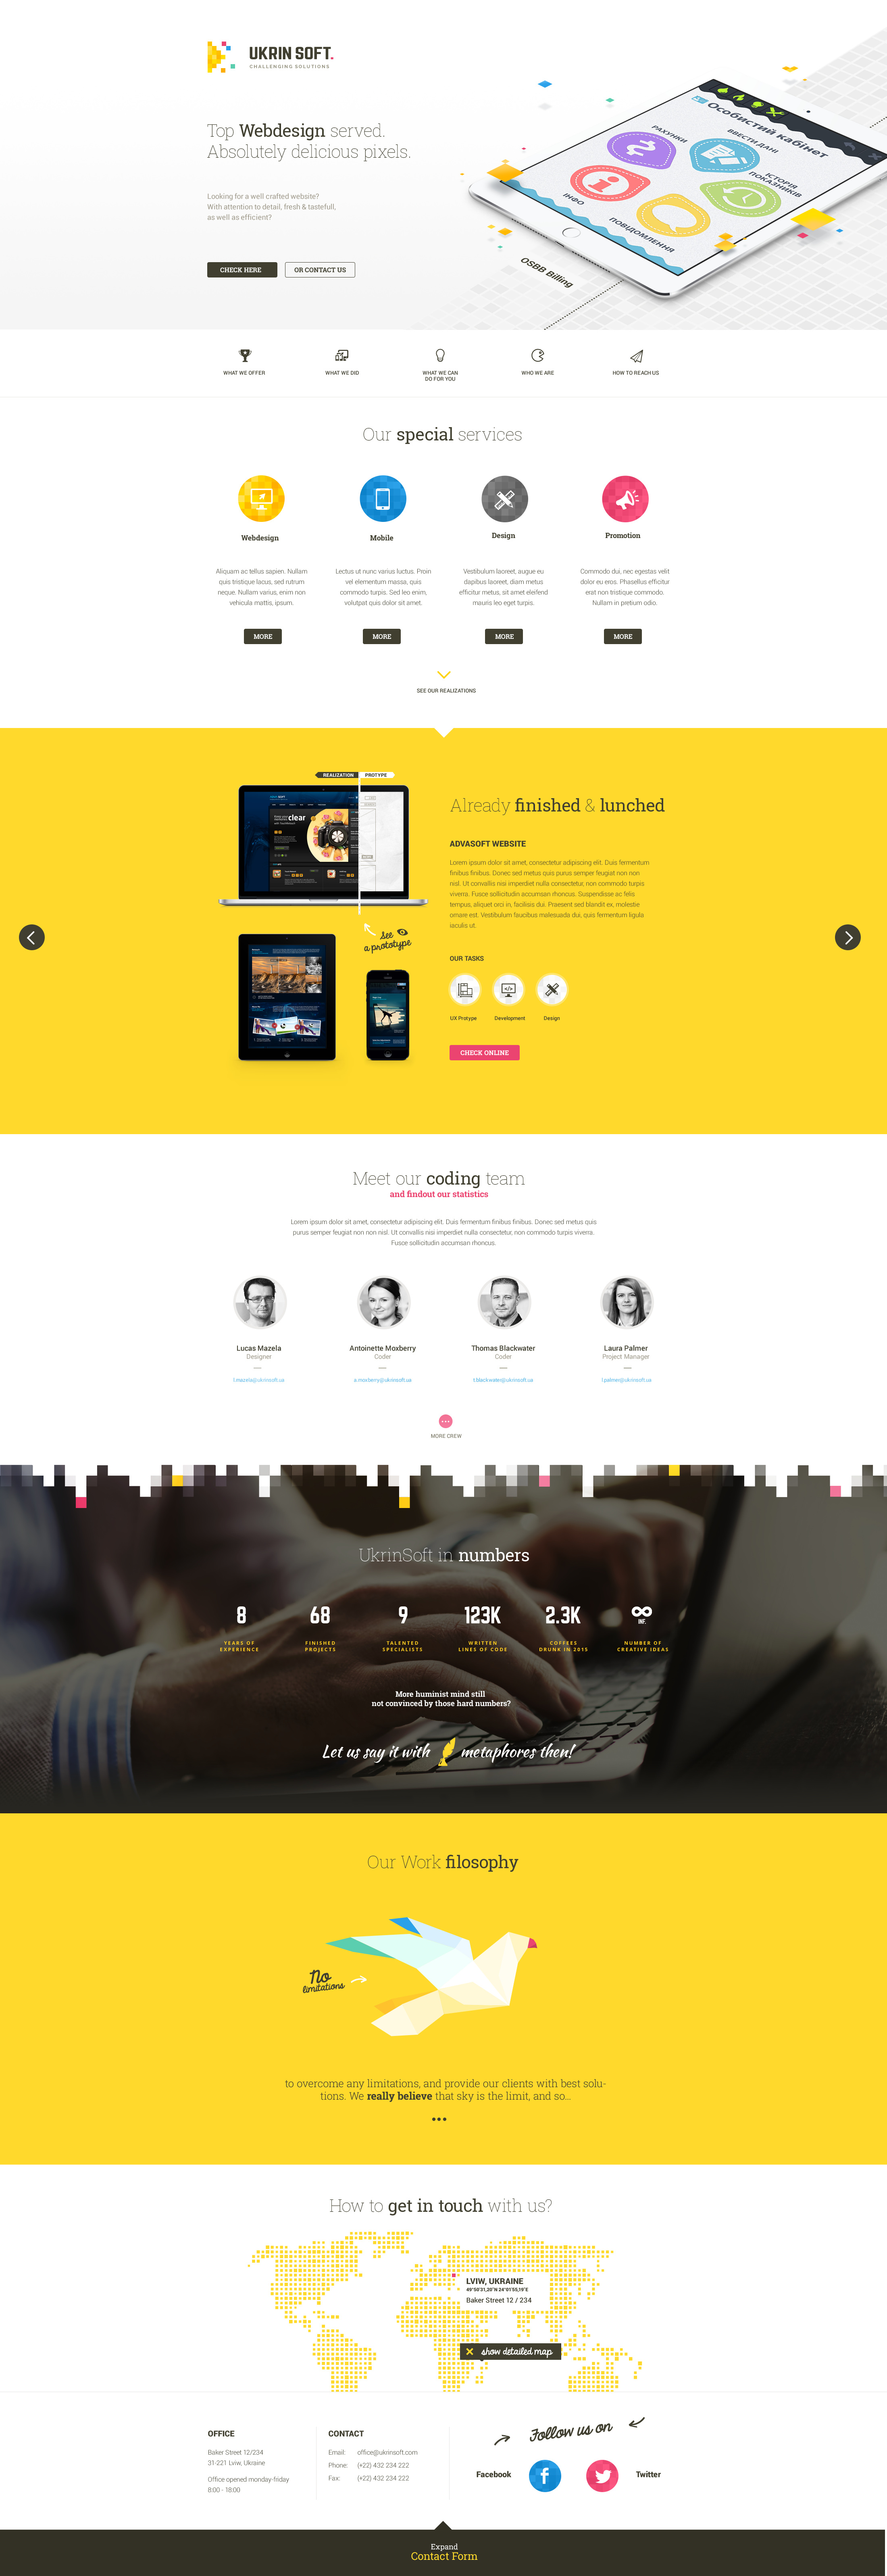 UKRIN SOFT.
CHALLENGING SOLUTIONS
Top Webdesign served.
Absolutely delicious pixels.
Looking for a well crafted website?
With attention to detail, fresh & tastefull,
as well as efficient?
CHECK HERE
OR CONTACT US
Особистий кабінет
РАХУНКИ
ВВЕСТИ ДАНІ
ІНФО
ІСТОРІЯ
ПОКАЗНИКІВ
ПОВІДОМЛЕННЯ
OSBB Billing
WHAT WE OFFER
WHAT WE DID
WHAT WE CAN
DO FOR YOU
WHO WE ARE
HOW TO REACH US
Our special services
Webdesign
Mobile
Design
Promotion
Aliquam ac tellus sapien. Nullam
quis tristique lacus, sed rutrum
neque. Nullam varius, enim non
vehicula mattis, ipsum.
Lectus ut nunc varius luctus. Proin
vel elementum massa, quis
commodo turpis. Sed leo enim,
volutpat quis dolor sit amet.
Vestibulum laoreet, augue eu
dapibus laoreet, diam metus
efficitur metus, sit amet eleifend
mauris leo eget turpis.
Commodo dui, nec egestas velit
dolor eu eros. Phasellus efficitur
erat non tristique commodo.
Nullam in pretium odio.
MORE
MORE
MORE
MORE
SEE OUR REALIZATIONS
REALIZATION
PROTYPE
clear
See
a prototype
Already finished & lunched
ADVASOFT WEBSITE
Lorem ipsum dolor sit amet, consectetur adipiscing elit. Duis fermentum
finibus finibus. Donec sed metus quis purus semper feugiat non non
nisl. Ut convallis nisi imperdiet nulla consectetur, non commodo turpis
viverra. Fusce sollicitudin accumsan rhoncus. Suspendisse ac felis
tempus, aliquet orci in, facilisis dui. Praesent sed blandit ex, molestie
ornare est. Vestibulum faucibus malesuada dui, quis fermentum ligula
iaculis ut.
OUR TASKS
UX Protype
Development
Design
CHECK ONLINE
Meet our coding team
and findout our statistics
Lorem ipsum dolor sit amet, consectetur adipiscing elit. Duis fermentum finibus finibus. Donec sed metus quis
purus semper feugiat non non nisl. Ut convallis nisi imperdiet nulla consectetur, non commodo turpis viverra.
Fusce sollicitudin accumsan rhoncus.
Lucas Mazela
Designer
l.mazela@ukrinsoft.ua
Antoinette Moxberry
Coder
a.moxberry@ukrinsoft.ua
Thomas Blackwater
Coder
t.blackwater@ukrinsoft.ua
Laura Palmer
Project Manager
l.palmer@ukrinsoft.ua
MORE CREW
UkrinSoft in numbers
8
YEARS OF
EXPERIENCE
68
FINISHED
PROJECTS
9
TALENTED
SPECIALISTS
123K
WRITTEN
LINES OF CODE
2.3K
COFFEES
DRUNK IN 2015
∞
INF.
NUMBER OF
CREATIVE IDEAS
More huminist mind still
not convinced by those hard numbers?
Let us say it with metaphores then!
Our Work filosophy
No
limitations
to overcome any limitations, and provide our clients with best solu-
tions. We really believe that sky is the limit, and so...
How to get in touch with us?
LVIW, UKRAINE
49°50'31,20"N 24°01'55,19"E
Baker Street 12 / 234
show detailed map
OFFICE
Baker Street 12/234
31-221 Lviw, Ukraine
Office opened monday-friday
8:00 - 18:00
CONTACT
Email: office@ukrinsoft.com
Phone: (+22) 432 234 222
Fax: (+22) 432 234 222
Follow us on
Facebook
Twitter
Expand
Contact Form